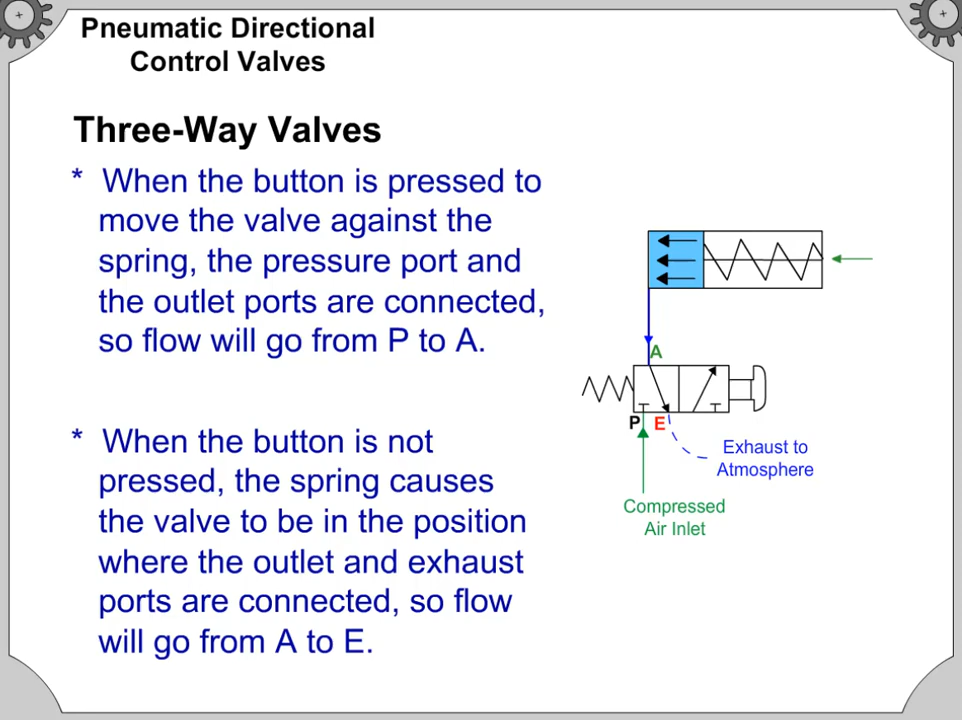 Pneumatic Directional
Control Valves
Three-Way Valves
* When the button is pressed to
move the valve against the
spring, the pressure port and
the outlet ports are connected,
so flow will go from P to A.
* When the button is not
pressed, the spring causes
the valve to be in the position
where the outlet and exhaust
ports are connected, so flow
will go from A to E.
A
P E
Exhaust to
Atmosphere
Compressed
Air Inlet